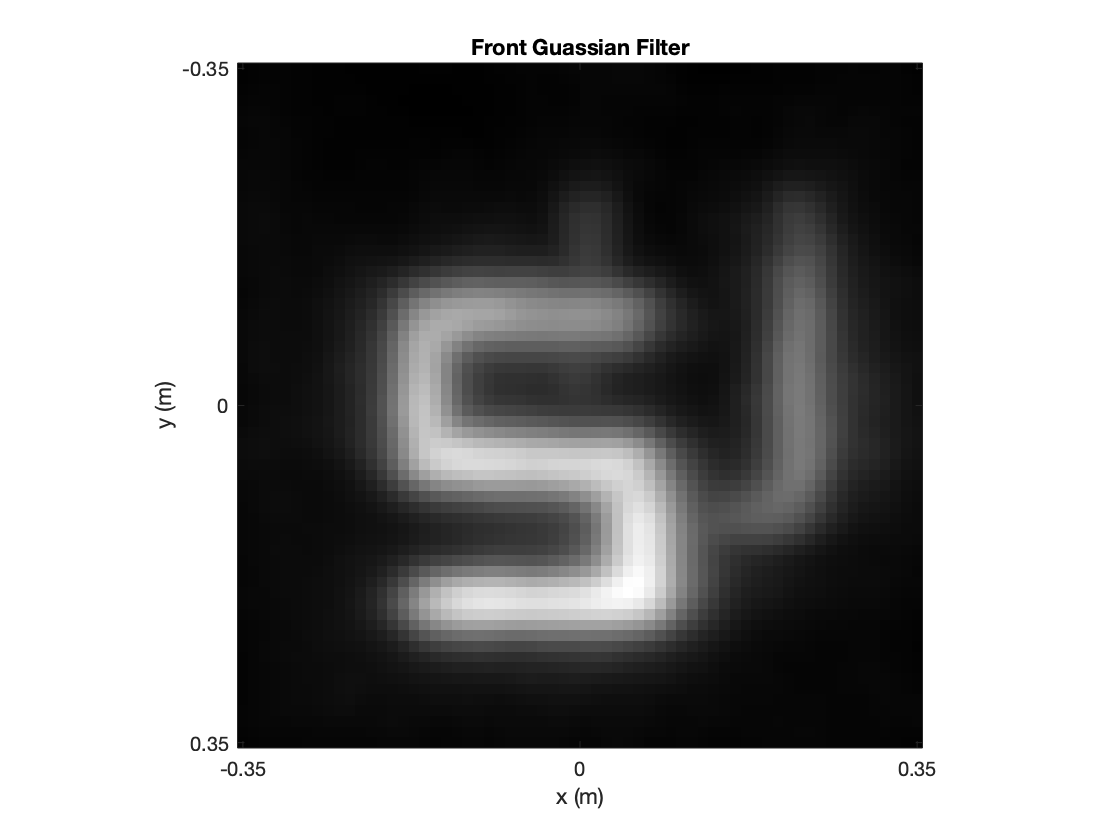 Front Guassian Filter
-0.35
y (m)
0
0.35
-0.35 0 0.35
x (m)